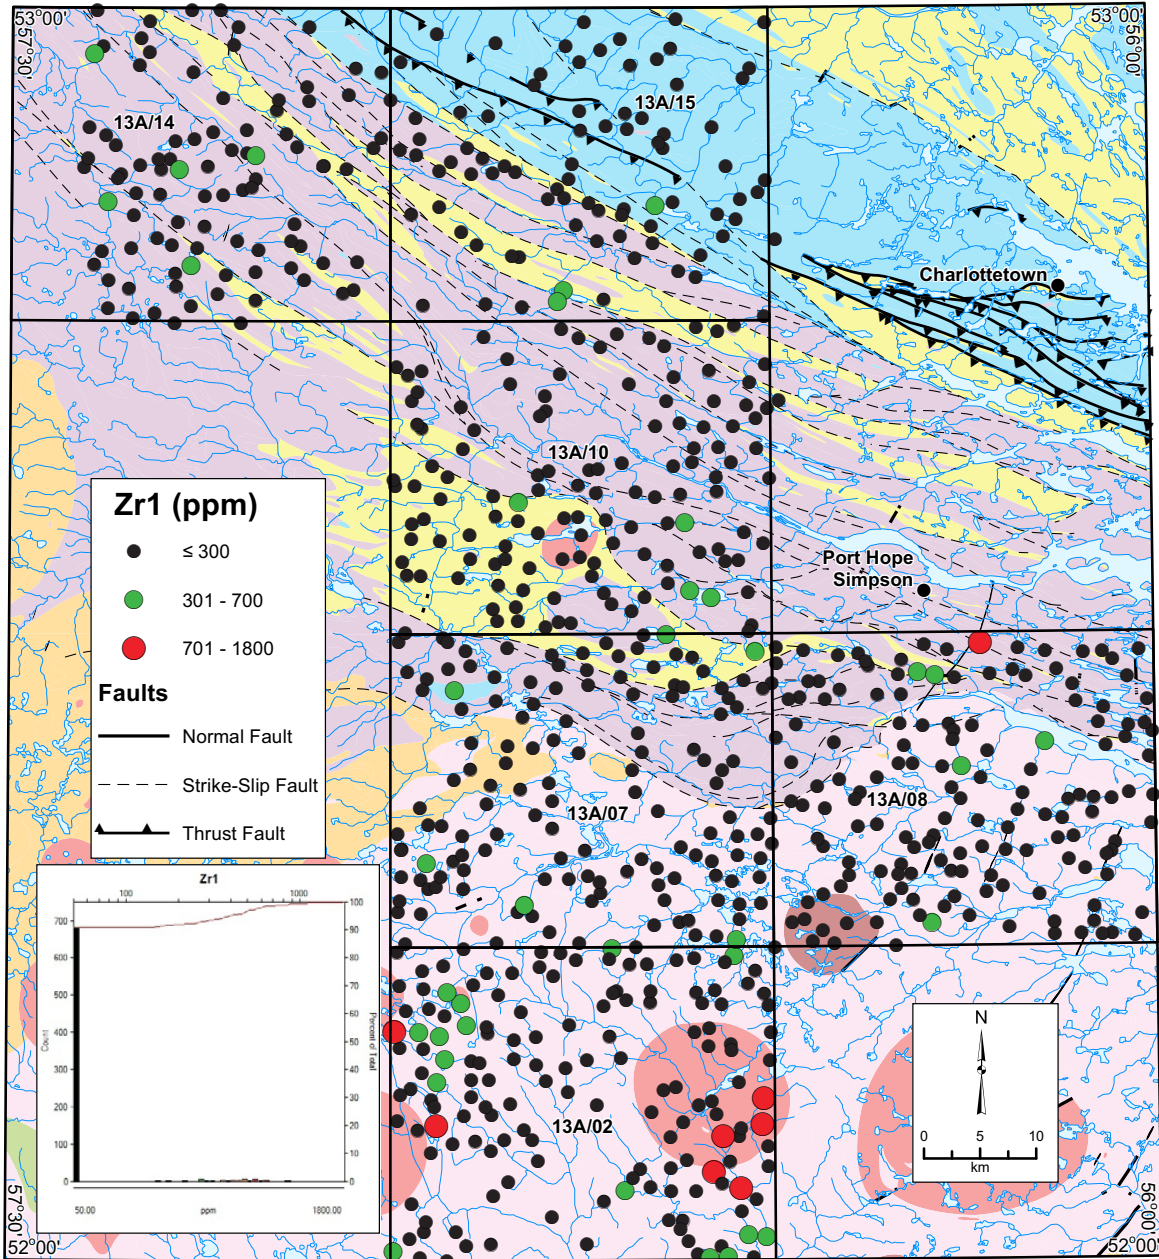 53°00'
57°30'
53°00'
56°00'
13A/14
13A/15
Charlottetown
13A/10
Port Hope
Simpson
Zr1 (ppm)
≤ 300
301 - 700
701 - 1800
Faults
Normal Fault
Strike-Slip Fault
Thrust Fault
13A/07
13A/08
13A/02
Zr1
100 1000
700
600
500
400
300
200
100
0
Count
100
90
80
70
60
50
40
30
20
10
0
Percent of Total
50.00 ppm 1800.00
N
0 5 10
km
57°30'
52°00'
56°00'
52°00'